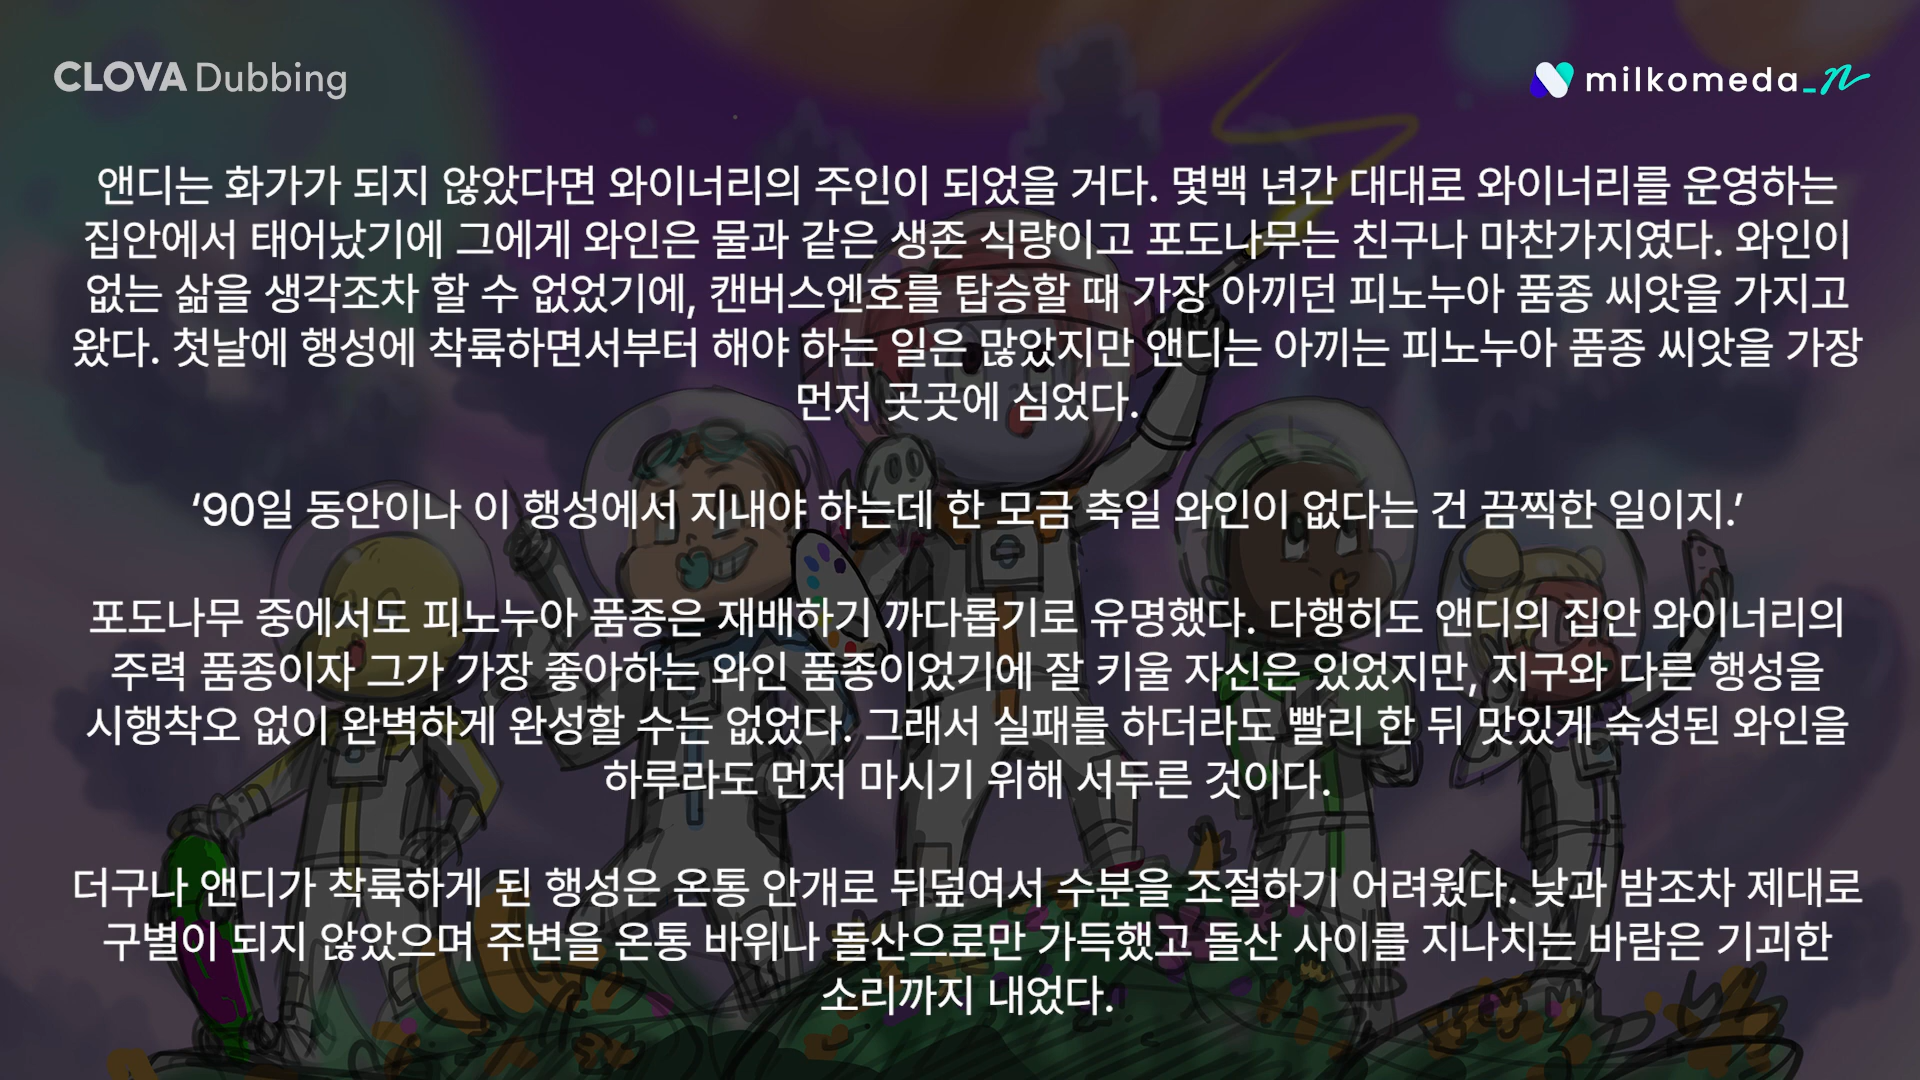 CLOVA Dubbing
milkomeda_n
앤디는 화가가 되지 않았다면 와이너리의 주인이 되었을 거다. 몇백 년간 대대로 와이너리를 운영하는
집안에서 태어났기에 그에게 와인은 물과 같은 생존 식량이고 포도나무는 친구나 마찬가지였다. 와인이
없는 삶을 생각조차 할 수 없었기에, 캔버스엔호를 탑승할 때 가장 아끼던 피노누아 품종 씨앗을 가지고
왔다. 첫날에 행성에 착륙하면서부터 해야 하는 일은 많았지만 앤디는 아끼는 피노누아 품종 씨앗을 가장
먼저 곳곳에 심었다.
‘90일 동안이나 이 행성에서 지내야 하는데 한 모금 축일 와인이 없다는 건 끔찍한 일이지.’
포도나무 중에서도 피노누아 품종은 재배하기 까다롭기로 유명했다. 다행히도 앤디의 집안 와이너리의
주력 품종이자 그가 가장 좋아하는 와인 품종이었기에 잘 키울 자신은 있었지만, 지구와 다른 행성을
시행착오 없이 완벽하게 완성할 수는 없었다. 그래서 실패를 하더라도 빨리 한 뒤 맛있게 숙성된 와인을
하루라도 먼저 마시기 위해 서두른 것이다.
더구나 앤디가 착륙하게 된 행성은 온통 안개로 뒤덮여서 수분을 조절하기 어려웠다. 낮과 밤조차 제대로
구별이 되지 않았으며 주변을 온통 바위나 돌산으로만 가득했고 돌산 사이를 지나치는 바람은 기괴한
소리까지 내었다.